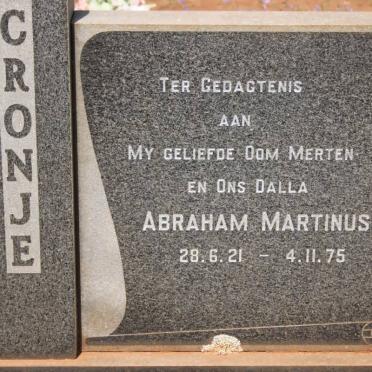 CRONJE
TER GEDAGTENIS
AAN
MY GELIEFDE OOM MERTEN
EN ONS DALLA
ABRAHAM MARTINUS
28.6.21 – 4.11.75